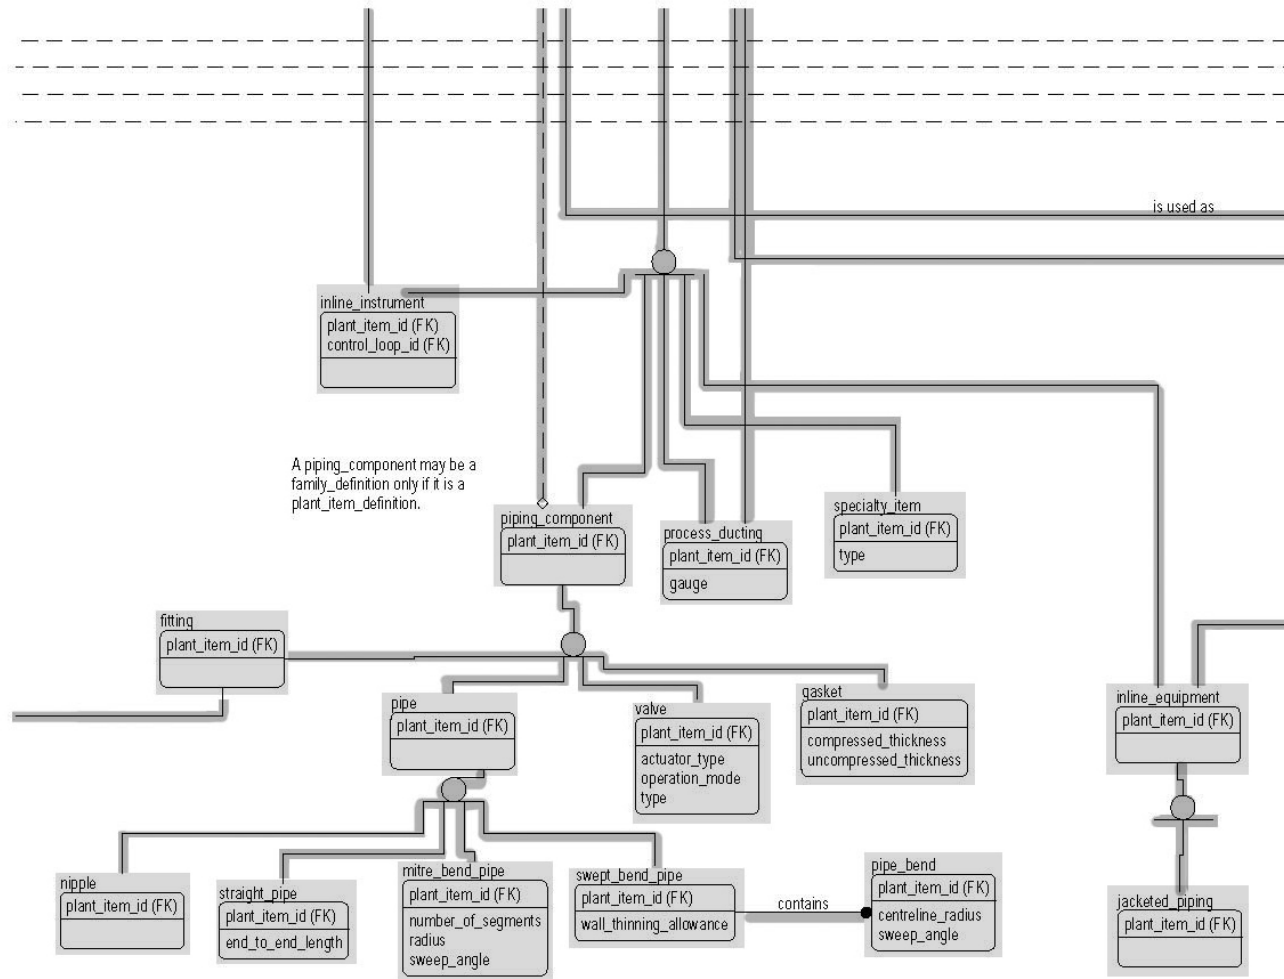 is used as
inline_instrument
plant_item_id (FK)
control_loop_id (FK)
A piping_component may be a
family_definition only if it is a
plant_item_definition.
piping_component
plant_item_id (FK)
process_ducting
plant_item_id (FK)
gauge
specialty_item
plant_item_id (FK)
type
fitting
plant_item_id (FK)
pipe
plant_item_id (FK)
valve
plant_item_id (FK)
actuator_type
operation_mode
type
gasket
plant_item_id (FK)
compressed_thickness
uncompressed_thickness
inline_equipment
plant_item_id (FK)
nipple
plant_item_id (FK)
straight_pipe
plant_item_id (FK)
end_to_end_length
mitre_bend_pipe
plant_item_id (FK)
number_of_segments
radius
sweep_angle
swept_bend_pipe
plant_item_id (FK)
wall_thinning_allowance
contains
pipe_bend
plant_item_id (FK)
centreline_radius
sweep_angle
jacketed_piping
plant_item_id (FK)